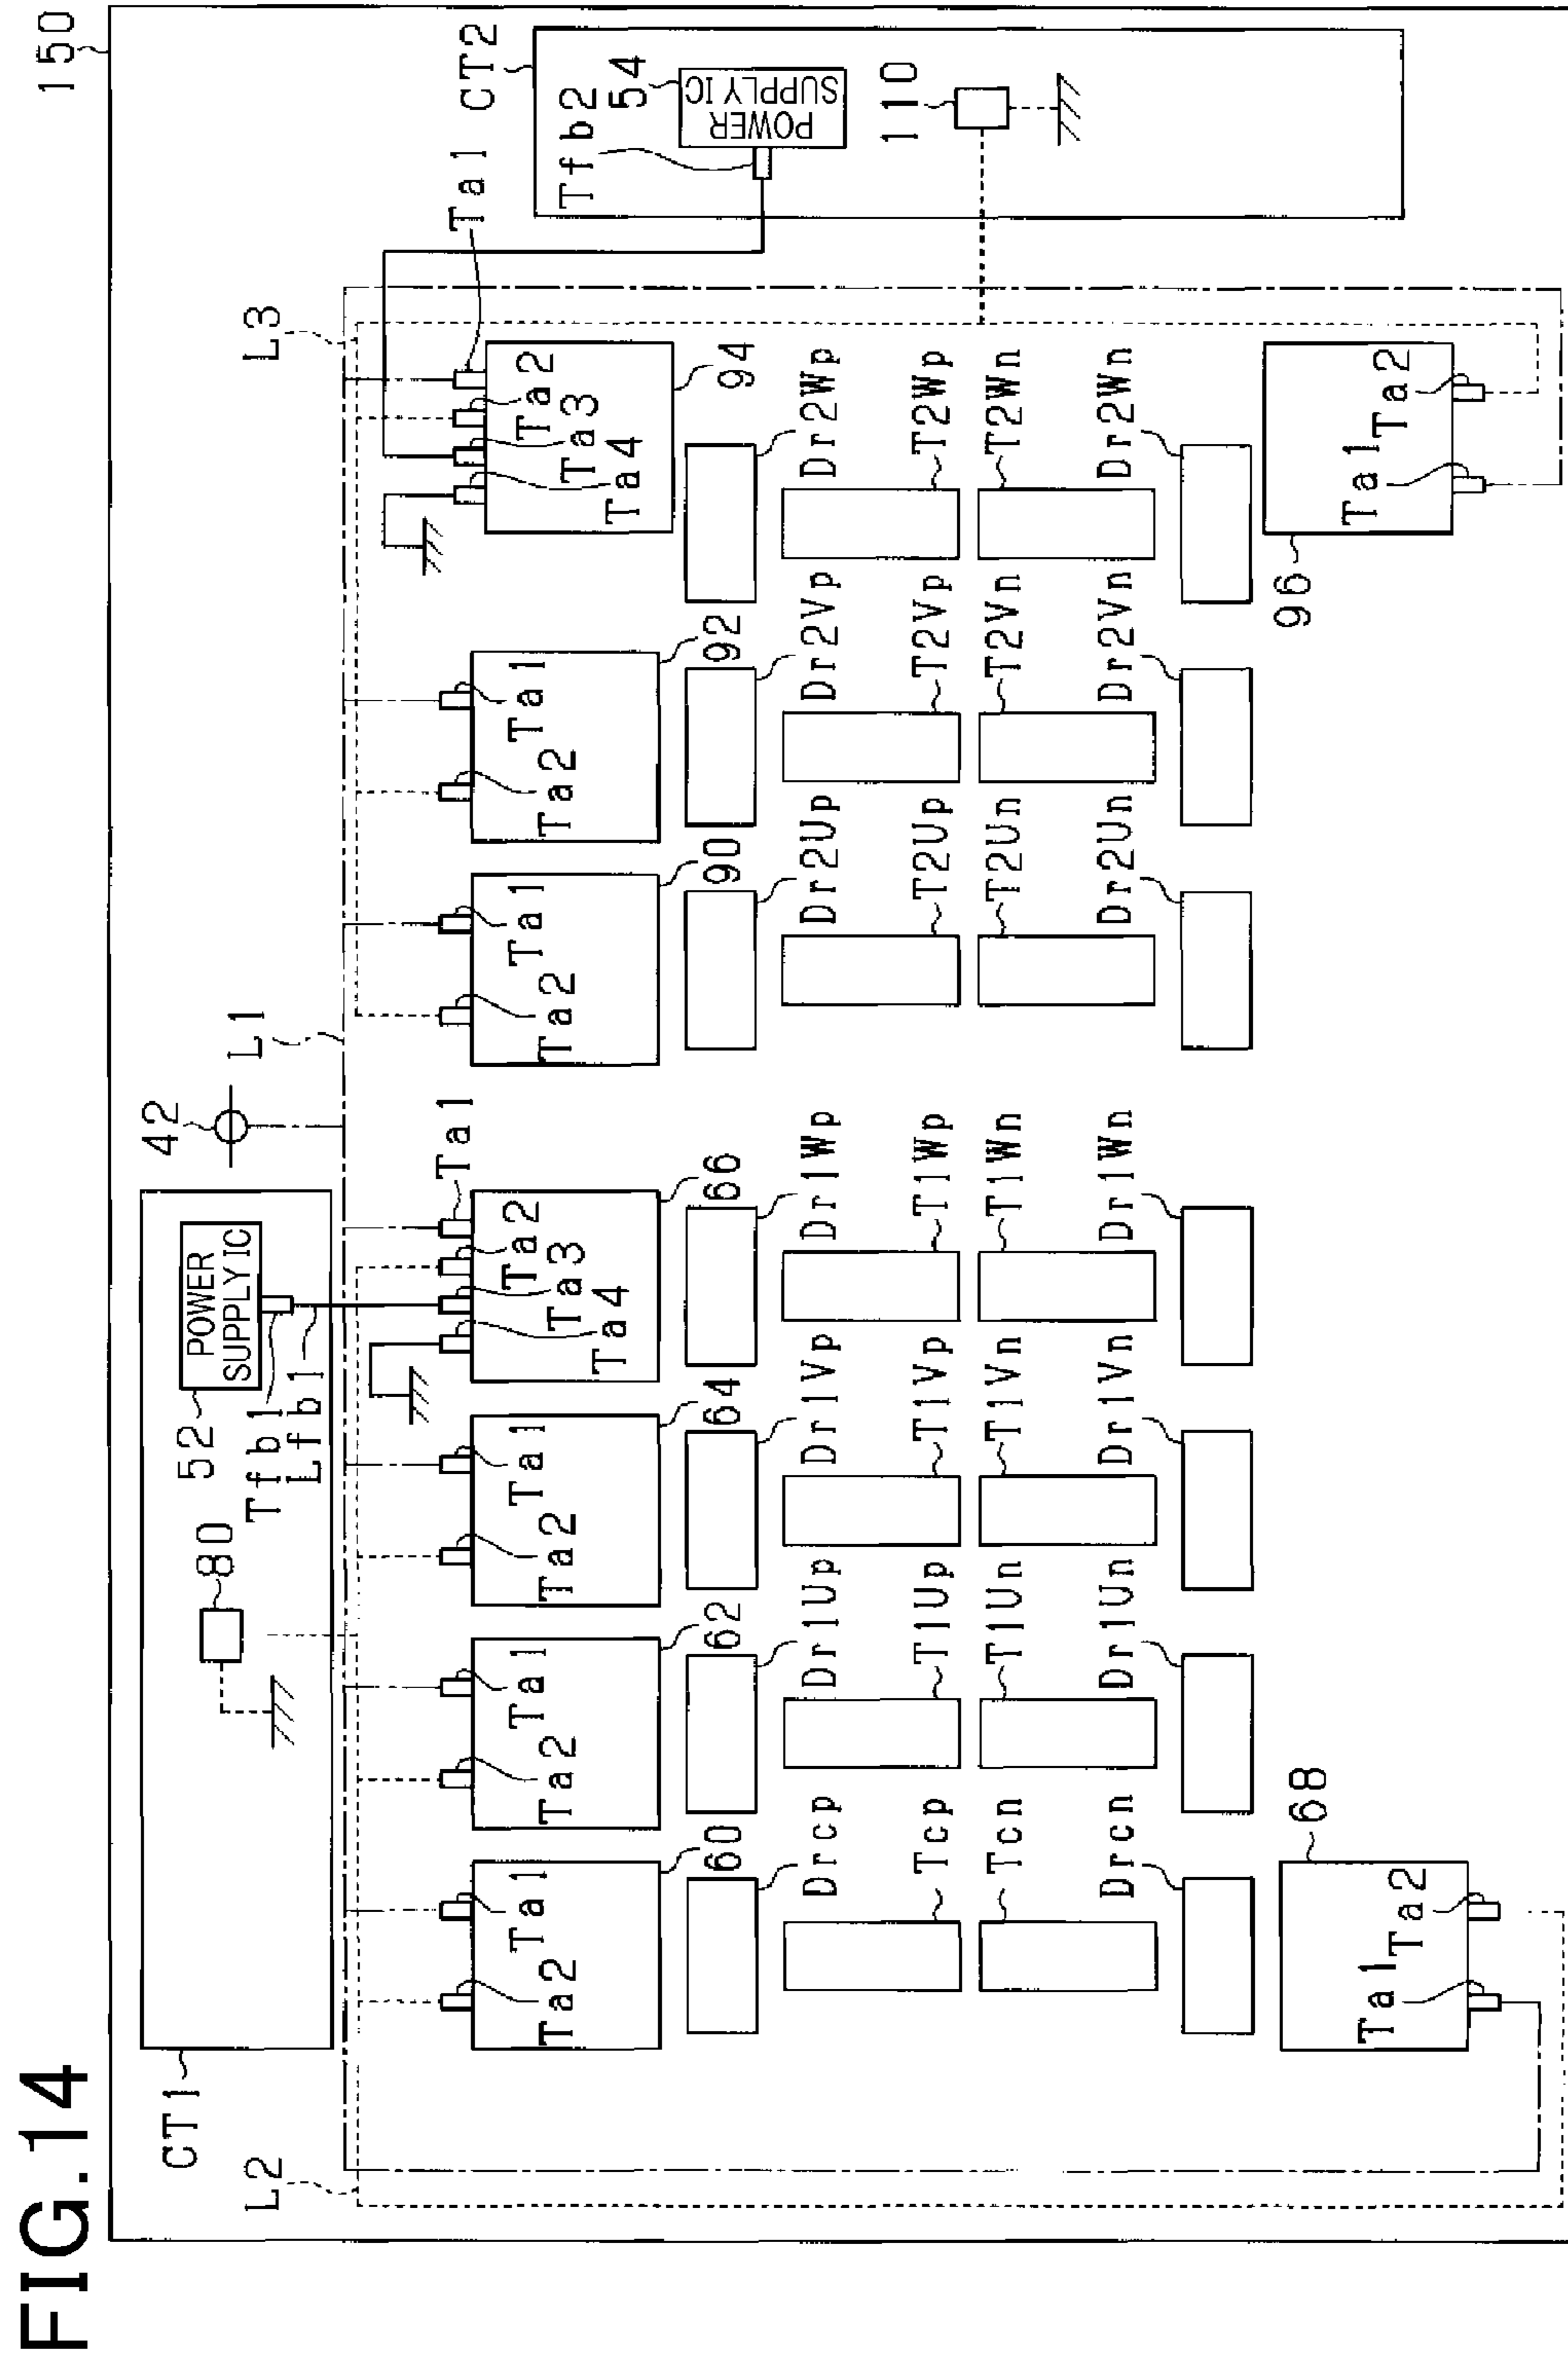 FIG.14
150
CT1
CT2
L2
L1
L3
42
80
52
POWER
SUPPLY IC
Tfb1
Lfb1
54
POWER
SUPPLY IC
Tfb2
110
Ta1
Ta1
Ta2
Ta1
60
Ta2
Ta1
62
Ta2
Ta1
64
Ta4
Ta3
Ta2
66
Ta2
Ta1
90
Ta2
Ta1
92
Ta4
Ta3
Ta2
94
Drcp
Dr1Up
Dr1Vp
Dr1Wp
Dr2Up
Dr2Vp
Dr2Wp
Tcp
T1Up
T1Vp
T1Wp
T2Up
T2Vp
T2Wp
Tcn
T1Un
T1Vn
T1Wn
T2Un
T2Vn
T2Wn
Drcn
Dr1Un
Dr1Vn
Dr1Wn
Dr2Un
Dr2Vn
Dr2Wn
68
Ta1
Ta2
96
Ta1
Ta2